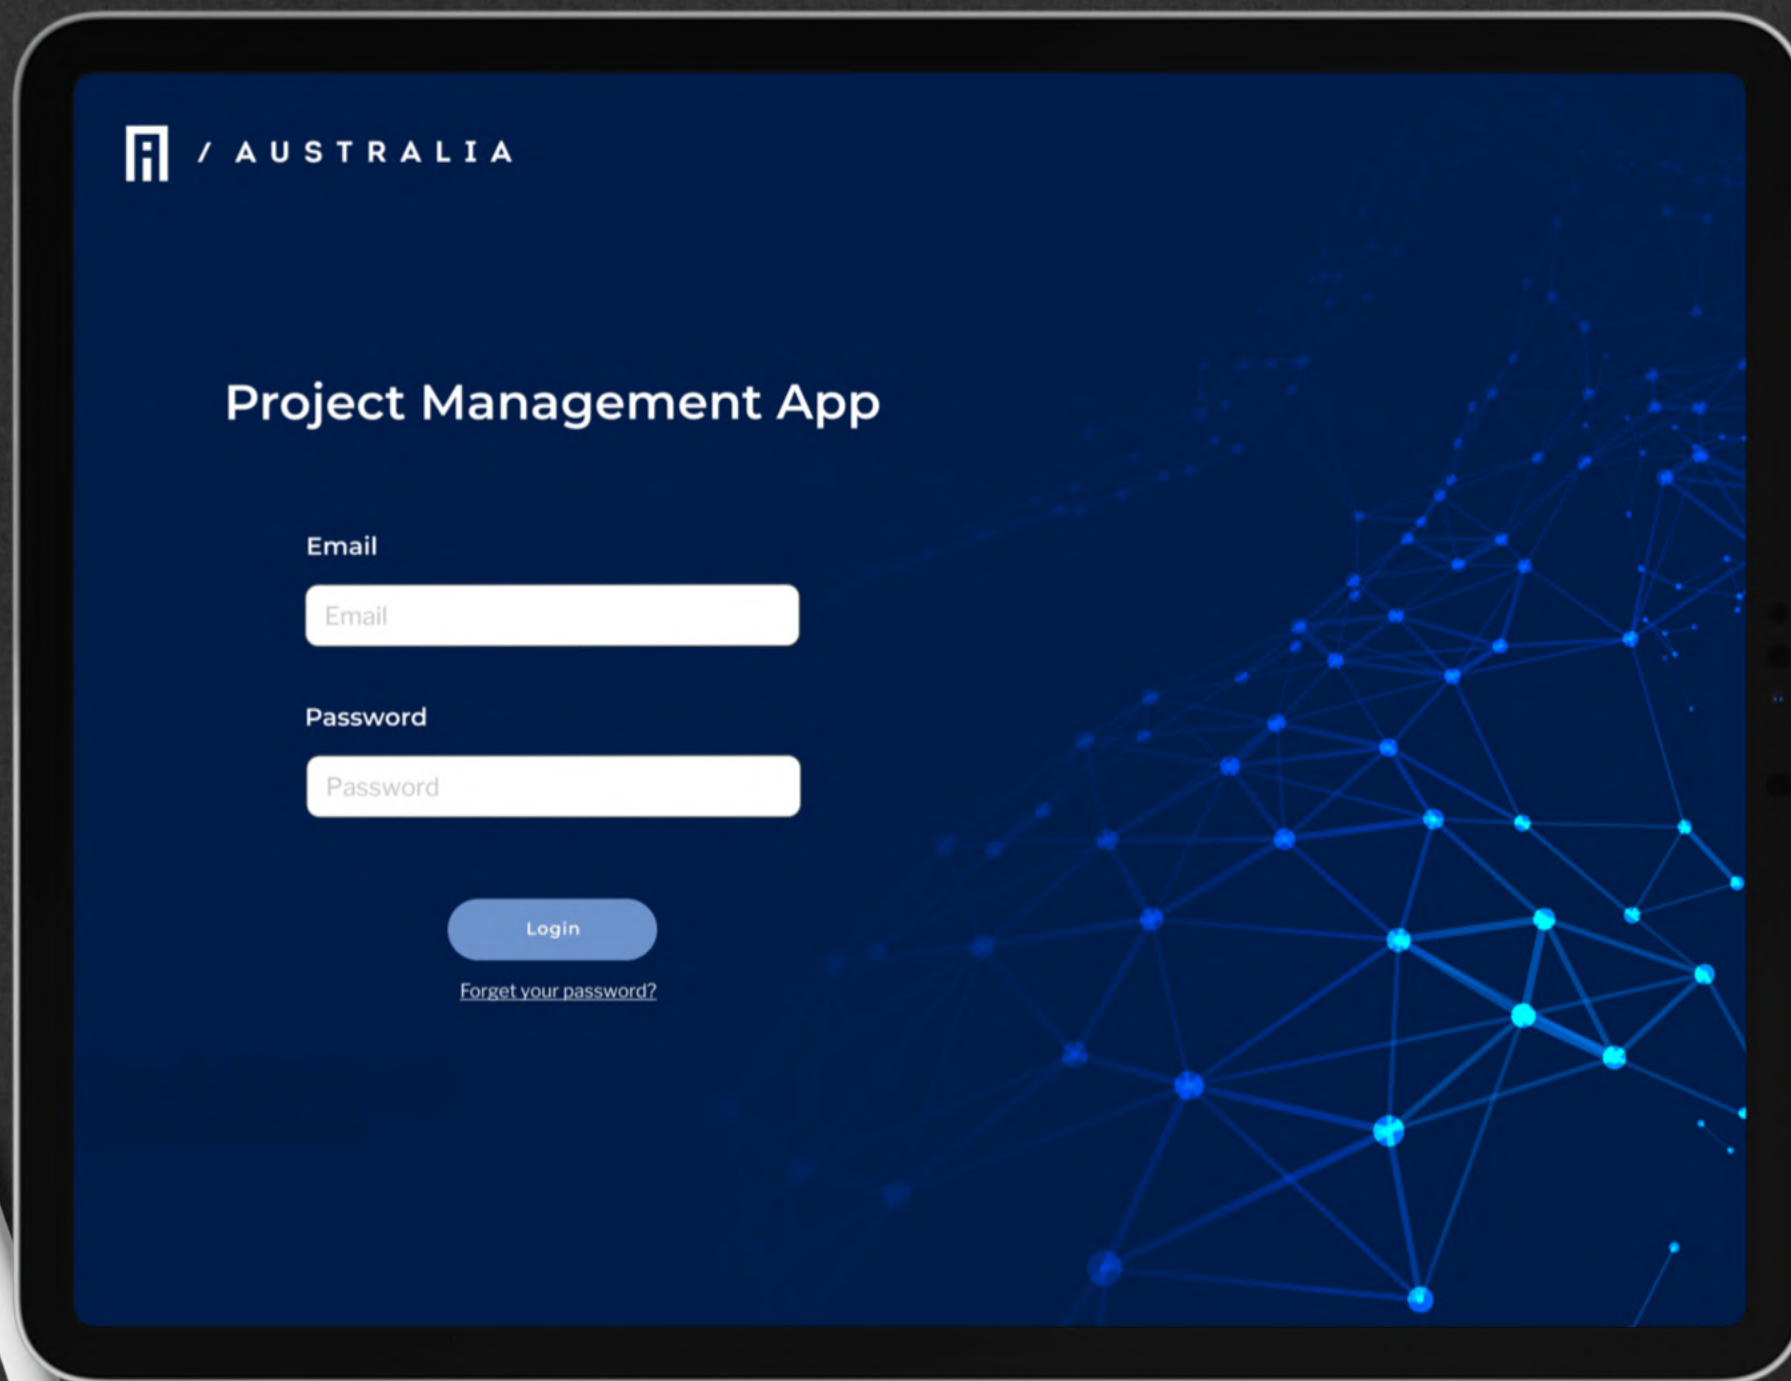 / AUSTRALIA
Project Management App
Email
Email
Password
Password
Login
Forget your password?